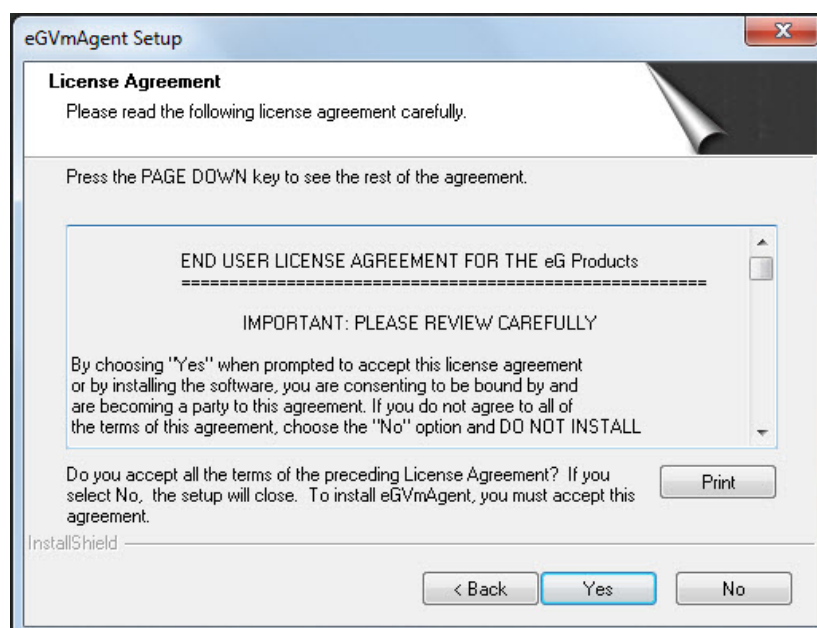 eGVmAgent Setup
License Agreement
Please read the following license agreement carefully.
Press the PAGE DOWN key to see the rest of the agreement.
END USER LICENSE AGREEMENT FOR THE eG Products
=======================================================
IMPORTANT: PLEASE REVIEW CAREFULLY
By choosing "Yes" when prompted to accept this license agreement
or by installing the software, you are consenting to be bound by and
are becoming a party to this agreement. If you do not agree to all of
the terms of this agreement, choose the "No" option and DO NOT INSTALL
Do you accept all the terms of the preceding License Agreement? If you
select No, the setup will close. To install eGVmAgent, you must accept this
agreement.
Print
InstallShield
< Back
Yes
No